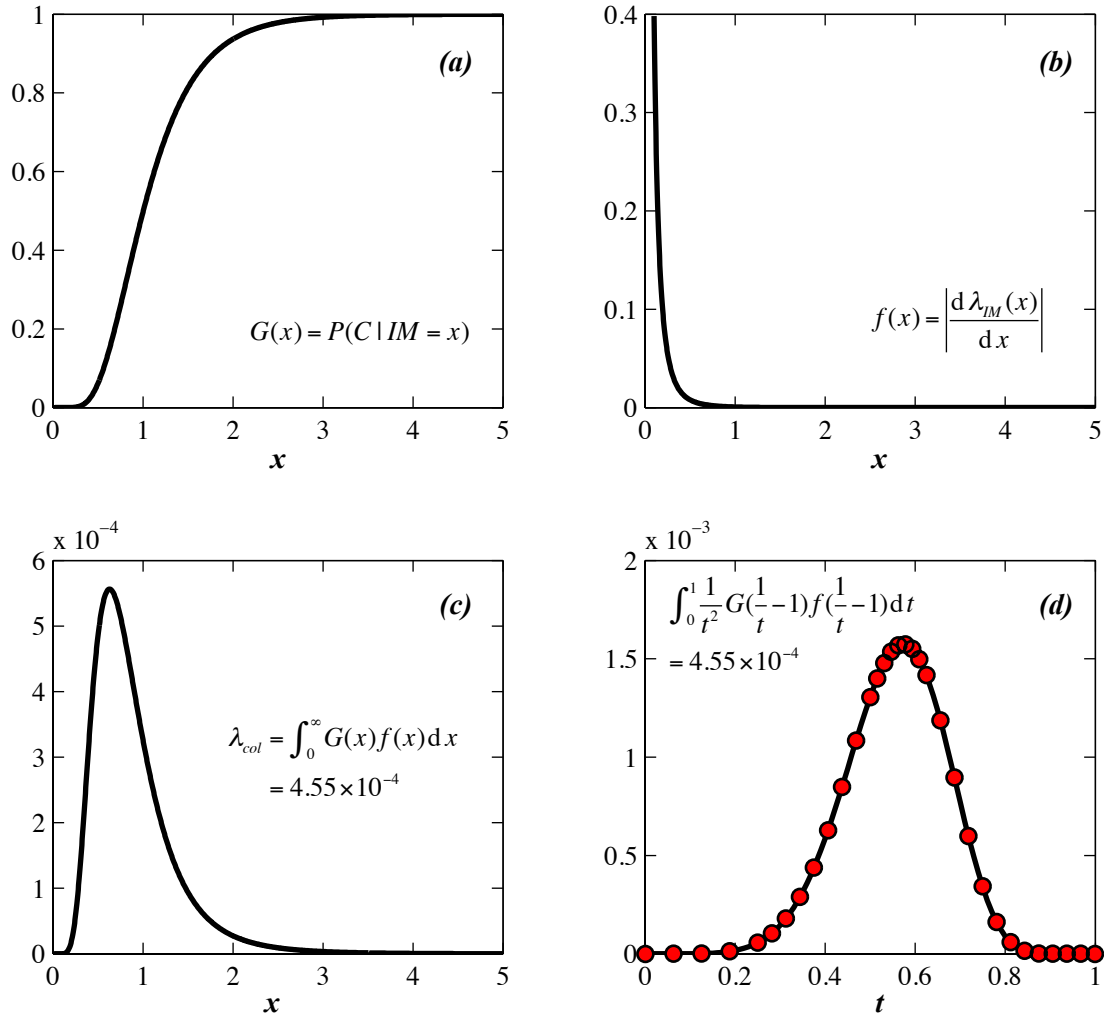 1
0.8
0.6
0.4
0.2
0
0 1 2 3 4 5
x
(a)
G(x) = P(C | IM = x)
0.4
0.3
0.2
0.1
0
0 1 2 3 4 5
x
(b)
f(x) = |d λ_IM(x) / d x|
x 10⁻⁴
6
5
4
3
2
1
0
0 1 2 3 4 5
x
(c)
λ_col = ∫₀^∞ G(x) f(x) d x
= 4.55×10⁻⁴
x 10⁻³
2
1.5
1
0.5
0
0 0.2 0.4 0.6 0.8 1
t
(d)
∫₀¹ 1/t² G(1/t −1) f(1/t −1) d t
= 4.55×10⁻⁴